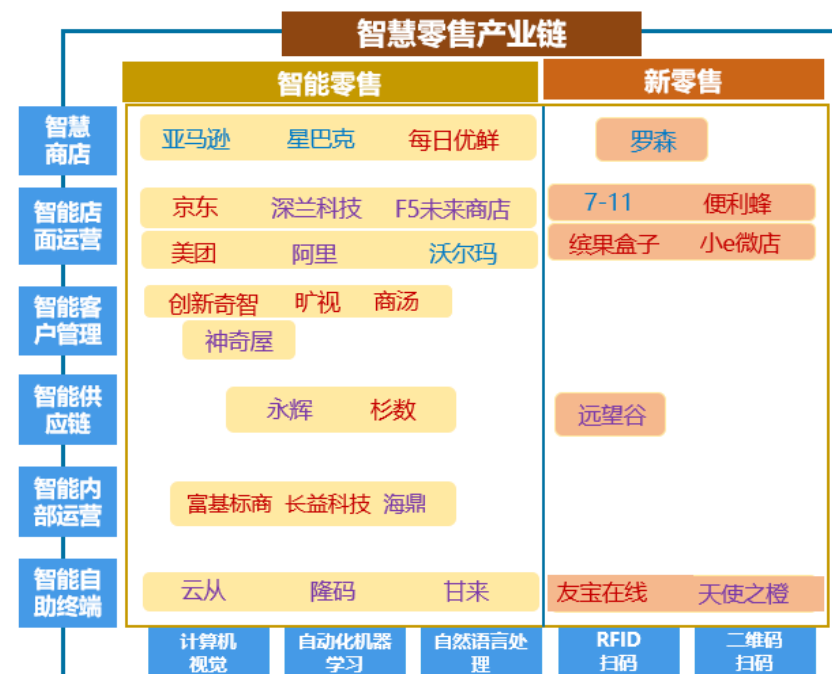 智慧零售产业链
智能零售 新零售
智慧
商店
亚马逊 星巴克 每日优鲜 罗森
智能店
面运营
京东 深兰科技 F5未来商店 7-11 便利蜂
美团 阿里 沃尔玛 缤果盒子 小e微店
智能客
户管理
创新奇智 旷视 商汤
神奇屋
智能供
应链
永辉 杉数 远望谷
智能内
部运营
富基标商 长益科技 海鼎
智能自
助终端
云从 隆码 甘来 友宝在线 天使之橙
计算机
视觉
自动化机器
学习
自然语言处
理
RFID
扫码
二维码
扫码